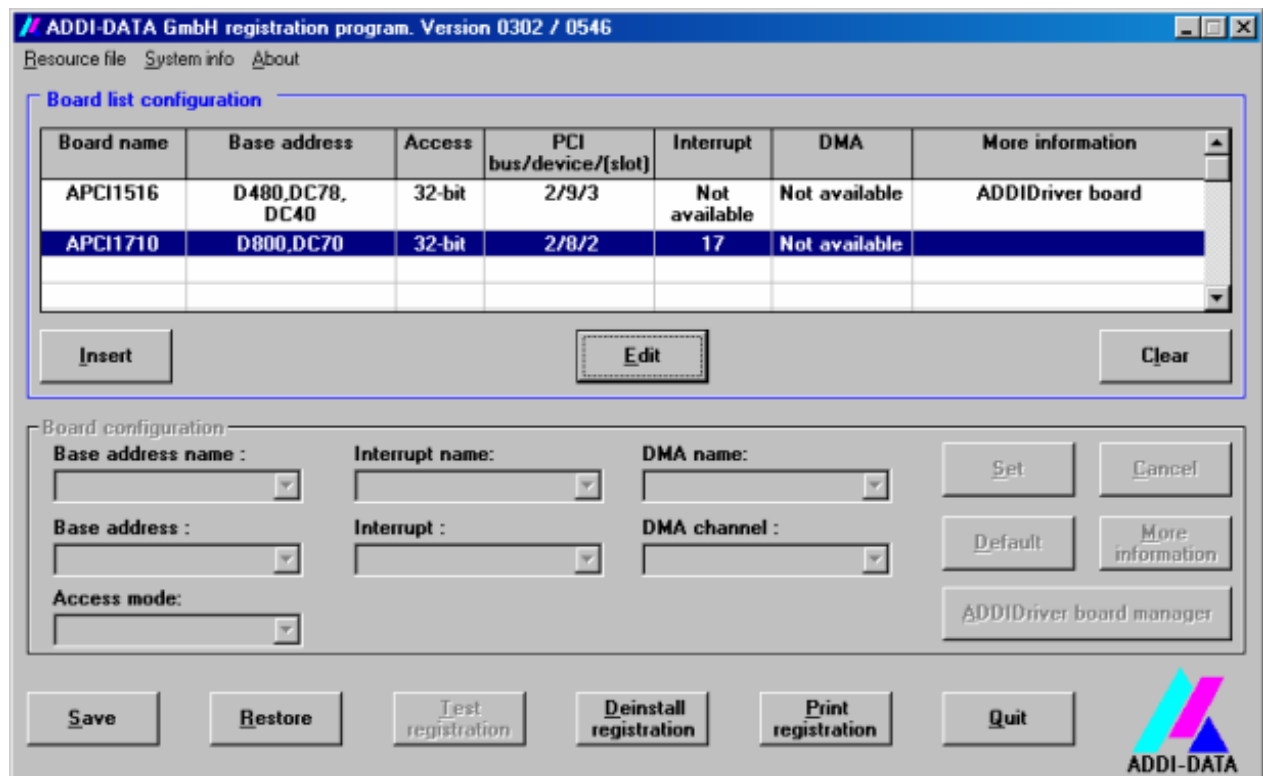 ADDI-DATA GmbH registration program. Version 0302 / 0546
Resource file System info About
Board list configuration
Board name Base address Access PCI bus/device/(slot) Interrupt DMA More information
APCI1516 D480,DC78, DC40 32-bit 2/9/3 Not available Not available ADDIDriver board
APCI1710 D800,DC70 32-bit 2/8/2 17 Not available
Insert Edit Clear
Board configuration
Base address name : Interrupt name: DMA name:
Set Cancel
Base address : Interrupt : DMA channel :
Default More information
Access mode:
ADDIDriver board manager
Save Restore Test registration Deinstall registration Print registration Quit
ADDI-DATA